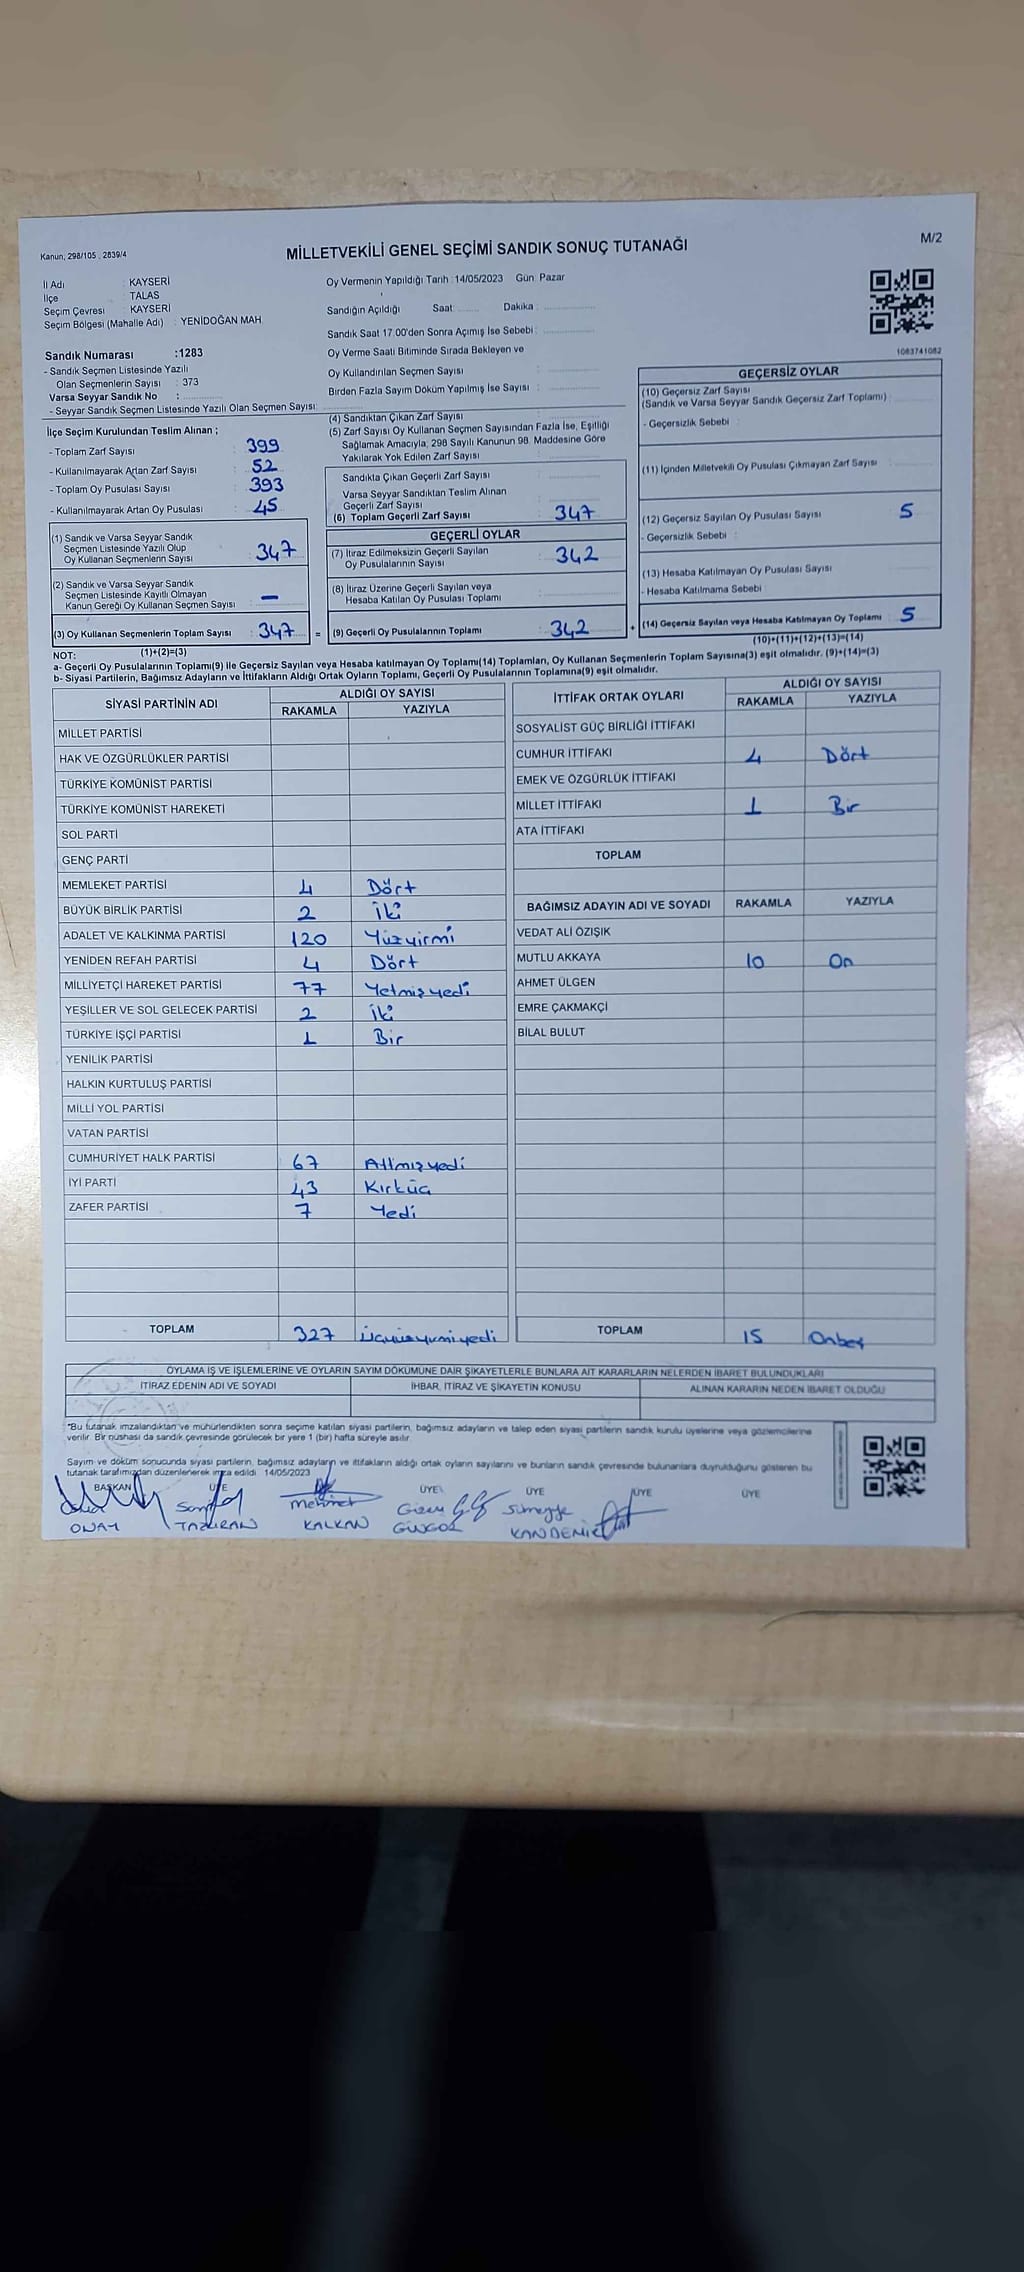 Kanun, 298/105 , 2839/4
MİLLETVEKİLİ GENEL SEÇİMİ SANDIK SONUÇ TUTANAĞI
M/2
İl Adı : KAYSERİ
İlçe : TALAS
Seçim Çevresi : KAYSERİ
Seçim Bölgesi (Mahalle Adı) : YENİDOĞAN MAH.
Oy Vermenin Yapıldığı Tarih :14/05/2023 Gün: Pazar
Sandığın Açıldığı Saat: Dakika :
Sandık Saat 17.00'den Sonra Açımış İse Sebebi :
Sandık Numarası :1283
- Sandık Seçmen Listesinde Yazılı
Olan Seçmenlerin Sayısı : 373
Varsa Seyyar Sandık No :
- Seyyar Sandık Seçmen Listesinde Yazılı Olan Seçmen Sayısı:
Oy Verme Saati Bitiminde Sırada Bekleyen ve
Oy Kullandırılan Seçmen Sayısı :
Birden Fazla Sayım Döküm Yapılmış İse Sayısı :
1083741082
İlçe Seçim Kurulundan Teslim Alınan ;
- Toplam Zarf Sayısı : 399
- Kullanılmayarak Artan Zarf Sayısı : 52
- Toplam Oy Pusulası Sayısı : 393
- Kullanılmayarak Artan Oy Pusulası : 45
(4) Sandıktan Çıkan Zarf Sayısı :
(5) Zarf Sayısı Oy Kullanan Seçmen Sayısından Fazla İse, Eşitliği
Sağlamak Amacıyla, 298 Sayılı Kanunun 98. Maddesine Göre
Yakılarak Yok Edilen Zarf Sayısı :
Sandıkta Çıkan Geçerli Zarf Sayısı :
Varsa Seyyar Sandıktan Teslim Alınan
Geçerli Zarf Sayısı :
(6) Toplam Geçerli Zarf Sayısı : 347
GEÇERSİZ OYLAR
(10) Geçersiz Zarf Sayısı
(Sandık ve Varsa Seyyar Sandık Geçersiz Zarf Toplamı) :
- Geçersizlik Sebebi :
(11) İçinden Milletvekili Oy Pusulası Çıkmayan Zarf Sayısı :
(12) Geçersiz Sayılan Oy Pusulası Sayısı : 5
- Geçersizlik Sebebi :
(13) Hesaba Katılmayan Oy Pusulası Sayısı :
- Hesaba Katılmama Sebebi :
(14) Geçersiz Sayılan veya Hesaba Katılmayan Oy Toplamı : 5
(10)+(11)+(12)+(13)=(14)
(1) Sandık ve Varsa Seyyar Sandık
Seçmen Listesinde Yazılı Olup
Oy Kullanan Seçmenlerin Sayısı : 347
(2) Sandık ve Varsa Seyyar Sandık
Seçmen Listesinde Kayıtlı Olmayan
Kanun Gereği Oy Kullanan Seçmen Sayısı : –
(3) Oy Kullanan Seçmenlerin Toplam Sayısı : 347 =
(1)+(2)=(3)
GEÇERLİ OYLAR
(7) İtiraz Edilmeksizin Geçerli Sayılan
Oy Pusulalarının Sayısı : 342
(8) İtiraz Üzerine Geçerli Sayılan veya
Hesaba Katılan Oy Pusulası Toplamı :
(9) Geçerli Oy Pusulalarının Toplamı : 342 +
NOT:
a- Geçerli Oy Pusulalarının Toplamı(9) ile Geçersiz Sayılan veya Hesaba katılmayan Oy Toplamı(14) Toplamları, Oy Kullanan Seçmenlerin Toplam Sayısına(3) eşit olmalıdır. (9)+(14)=(3)
b- Siyasi Partilerin, Bağımsız Adayların ve İttifakların Aldığı Ortak Oyların Toplamı, Geçerli Oy Pusulalarının Toplamına(9) eşit olmalıdır.
SİYASİ PARTİNİN ADI ALDIĞI OY SAYISI
RAKAMLA YAZIYLA
MİLLET PARTİSİ
HAK VE ÖZGÜRLÜKLER PARTİSİ
TÜRKİYE KOMÜNİST PARTİSİ
TÜRKİYE KOMÜNİST HAREKETİ
SOL PARTİ
GENÇ PARTİ
MEMLEKET PARTİSİ 4 Dört
BÜYÜK BİRLİK PARTİSİ 2 İki
ADALET VE KALKINMA PARTİSİ 120 Yüzyirmi
YENİDEN REFAH PARTİSİ 4 Dört
MİLLİYETÇİ HAREKET PARTİSİ 77 Yetmişyedi
YEŞİLLER VE SOL GELECEK PARTİSİ 2 İki
TÜRKİYE İŞÇİ PARTİSİ 1 Bir
YENİLİK PARTİSİ
HALKIN KURTULUŞ PARTİSİ
MİLLİ YOL PARTİSİ
VATAN PARTİSİ
CUMHURİYET HALK PARTİSİ 67 Altmışyedi
İYİ PARTİ 43 Kırküç
ZAFER PARTİSİ 7 Yedi
TOPLAM 327 Üçyüzyirmiyedi
İTTİFAK ORTAK OYLARI ALDIĞI OY SAYISI
RAKAMLA YAZIYLA
SOSYALİST GÜÇ BİRLİĞİ İTTİFAKI
CUMHUR İTTİFAKI 4 Dört
EMEK VE ÖZGÜRLÜK İTTİFAKI
MİLLET İTTİFAKI 1 Bir
ATA İTTİFAKI
TOPLAM
BAĞIMSIZ ADAYIN ADI VE SOYADI RAKAMLA YAZIYLA
VEDAT ALİ ÖZIŞIK
MUTLU AKKAYA 10 On
AHMET ÜLGEN
EMRE ÇAKMAKÇİ
BİLAL BULUT
TOPLAM 15 Onbeş
OYLAMA İŞ VE İŞLEMLERİNE VE OYLARIN SAYIM DÖKÜMÜNE DAİR ŞİKAYETLERLE BUNLARA AİT KARARLARIN NELERDEN İBARET BULUNDUKLARI
İTİRAZ EDENİN ADI VE SOYADI İHBAR, İTİRAZ VE ŞİKAYETİN KONUSU ALINAN KARARIN NEDEN İBARET OLDUĞU
"Bu tutanak imzalandıktan ve mühürlendikten sonra seçime katılan siyasi partilerin, bağımsız adayların ve talep eden siyasi partilerin sandık kurulu üyelerine veya gözlemcilerine
verilir. Bir nüshası da sandık çevresinde görülecek bir yere 1 (bir) hafta süreyle asılır.
Sayım ve döküm sonucunda siyasi partilerin, bağımsız adayların ve ittifakların aldığı ortak oyların sayılarını ve bunların sandık çevresinde bulunanlara duyrulduğunu gösteren bu
tutanak tarafımızdan düzenlenerek imza edildi. 14/05/2023
BAŞKAN ÜYE ÜYE ÜYE ÜYE ÜYE
Mehmet Gizem Sümeyye
ONAY KALKAN GÜNGÖR KANDEMİR